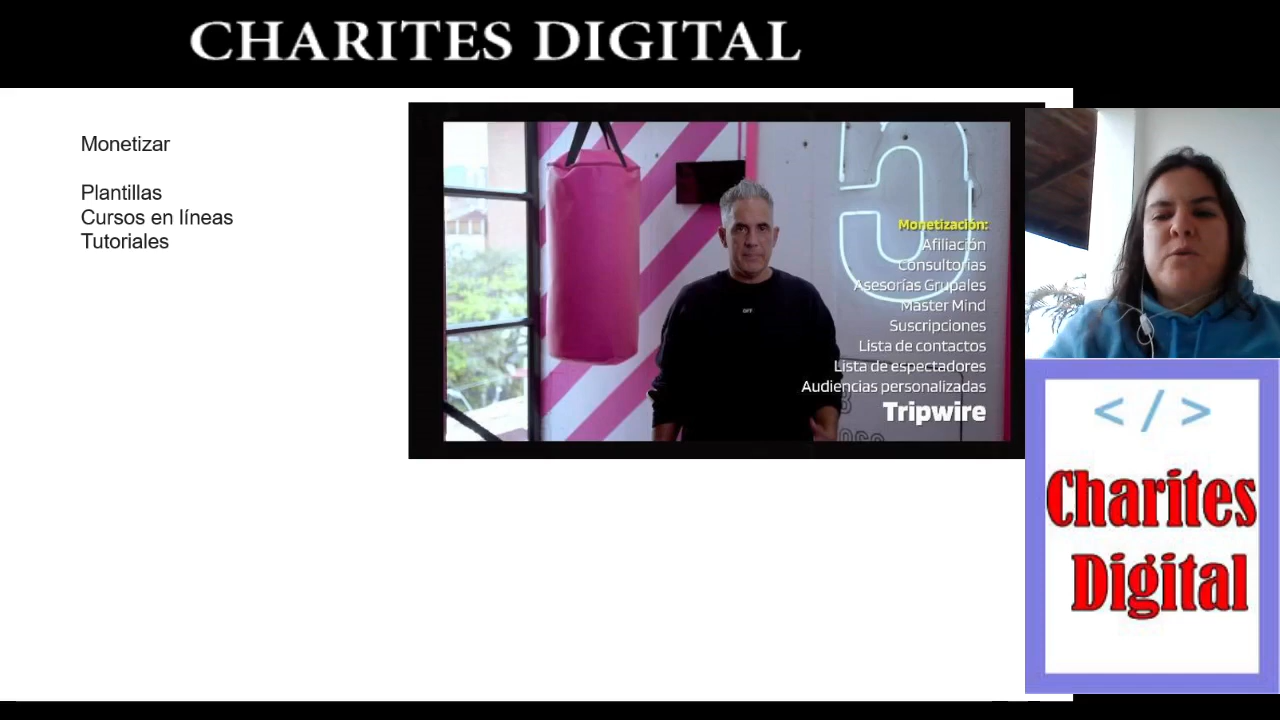 CHARITES DIGITAL
Monetizar
Plantillas
Cursos en líneas
Tutoriales
Monetización:
Afiliación
Consultorías
Asesorías Grupales
Master Mind
Suscripciones
Lista de contactos
Lista de espectadores
Audiencias personalizadas
Tripwire
OFF
</>
Charites
Digital